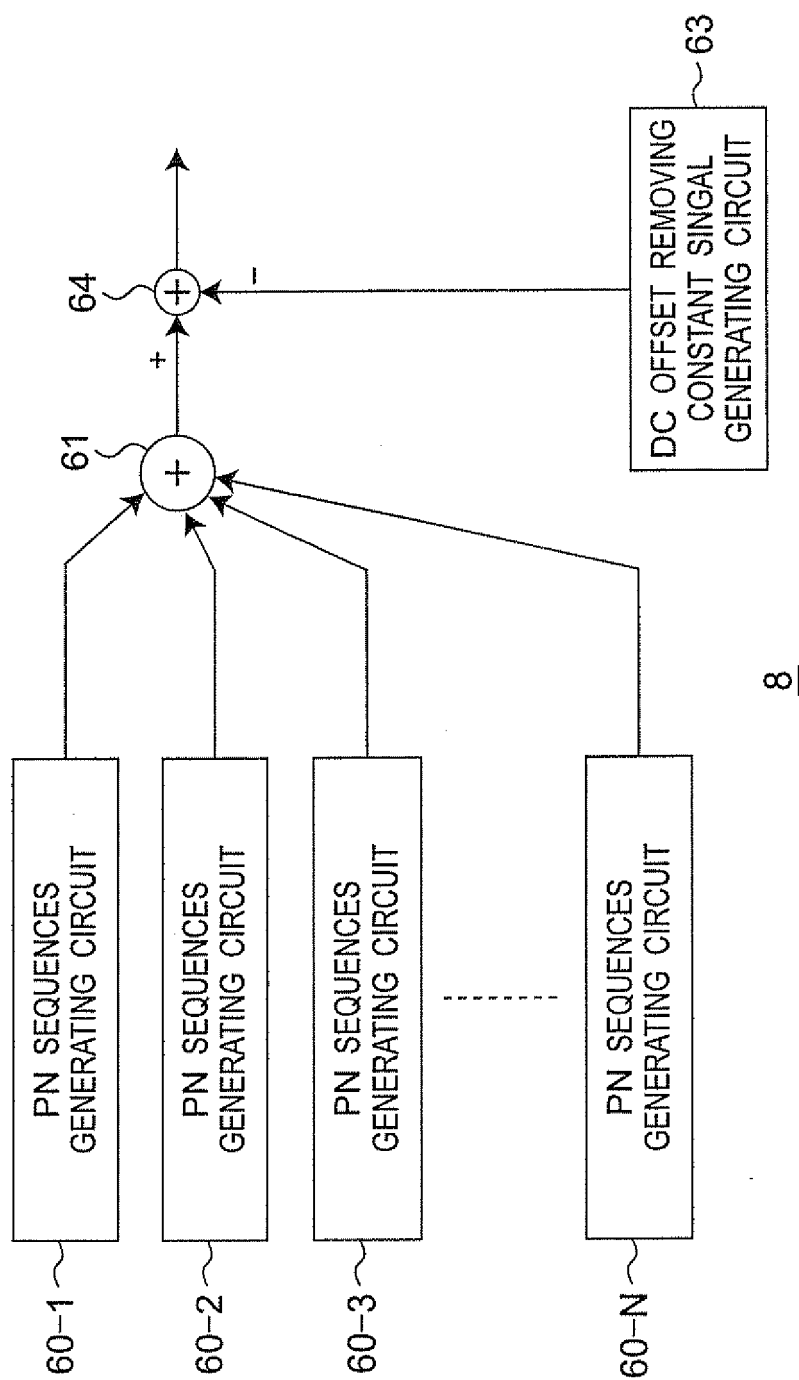 60-1
PN SEQUENCES
GENERATING CIRCUIT
60-2
PN SEQUENCES
GENERATING CIRCUIT
60-3
PN SEQUENCES
GENERATING CIRCUIT
60-N
PN SEQUENCES
GENERATING CIRCUIT
61
+
+
64
+
-
63
DC OFFSET REMOVING
CONSTANT SINGAL
GENERATING CIRCUIT
8